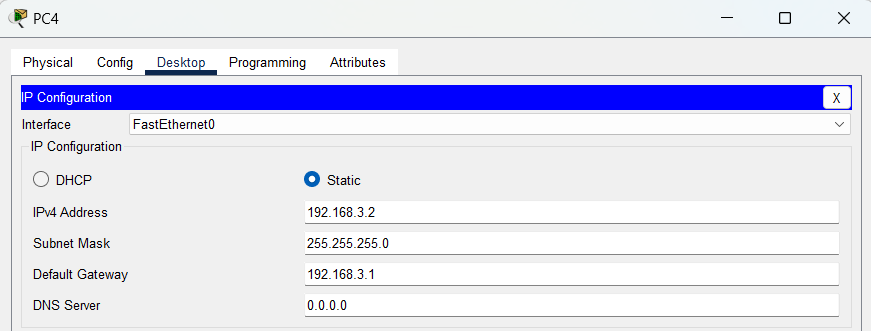 PC4
Physical Config Desktop Programming Attributes
IP Configuration X
Interface FastEthernet0
IP Configuration
DHCP Static
IPv4 Address 192.168.3.2
Subnet Mask 255.255.255.0
Default Gateway 192.168.3.1
DNS Server 0.0.0.0